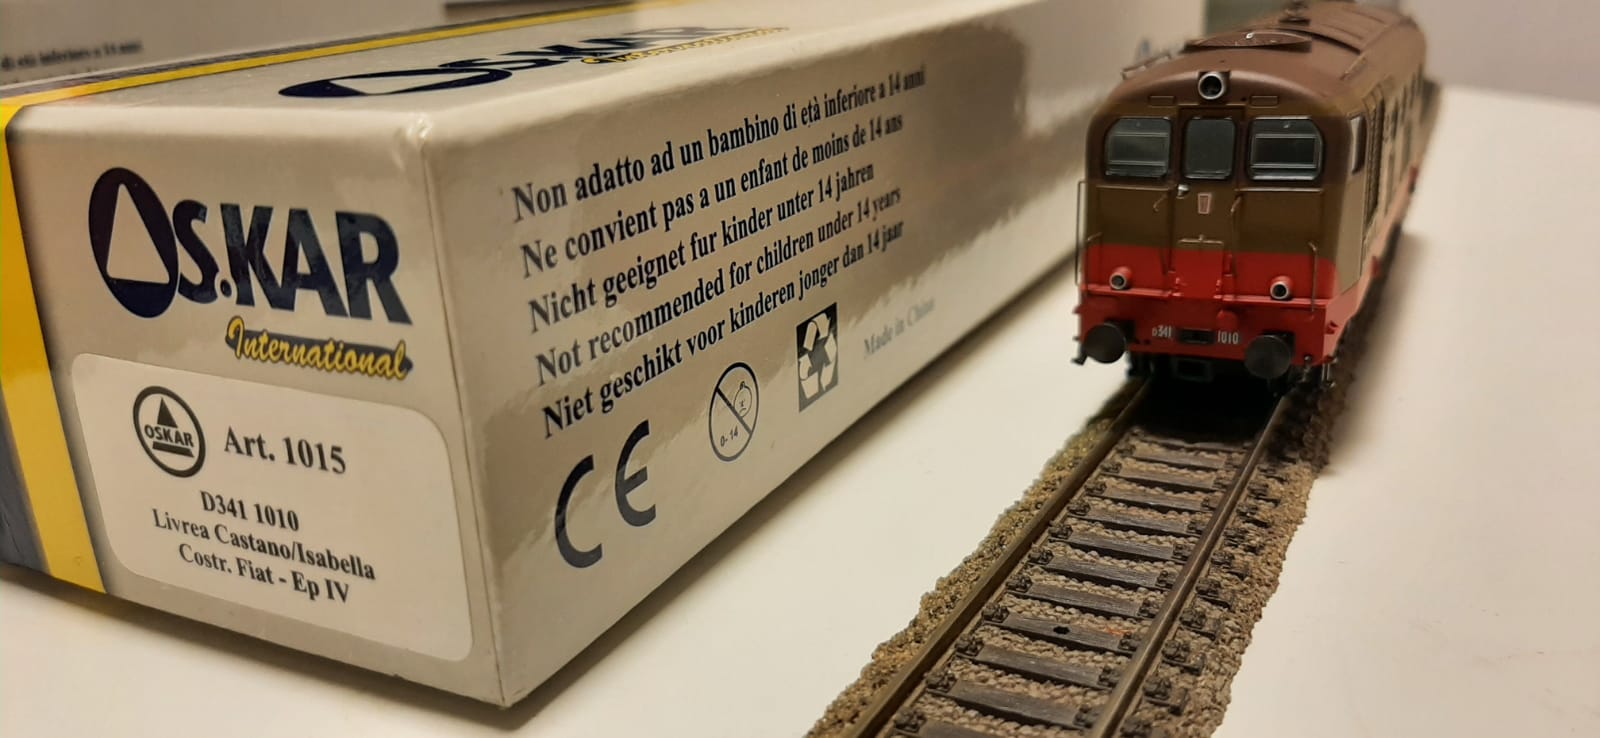 OS.KAR
International
OS.KAR
International
OSKAR
Art. 1015
D341 1010
Livrea Castano/Isabella
Costr. Fiat - Ep IV
Non adatto ad un bambino di età inferiore a 14 anni
Ne convient pas a un enfant de moins de 14 ans
Nicht geeignet fur kinder unter 14 jahren
Not recommended for children under 14 years
Niet geschikt voor kinderen jonger dan 14 jaar
CE
0-14
Made in China
D341 1010